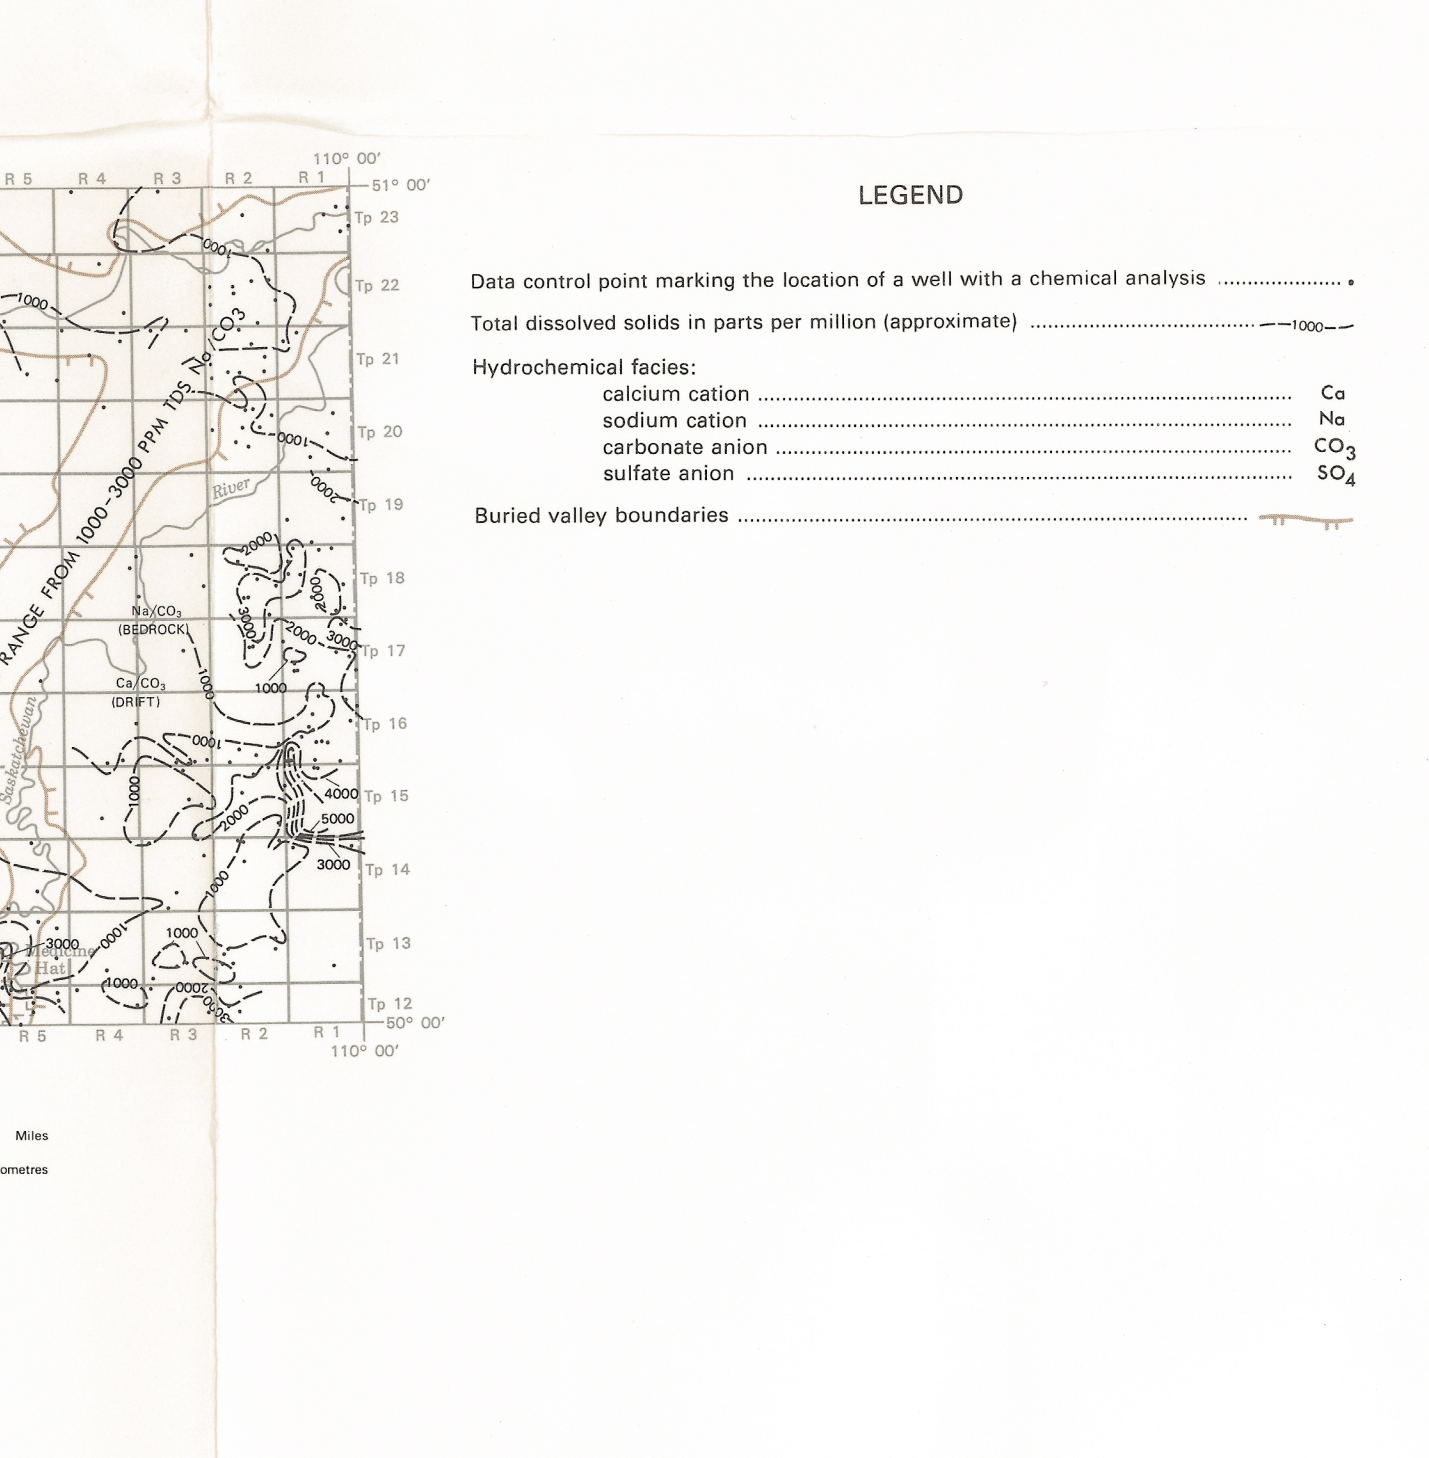 110° 00′
R 5 R 4 R 3 R 2 R 1
51° 00′
LEGEND
Tp 23
1000
Data control point marking the location of a well with a chemical analysis
Tp 22
1000
Total dissolved solids in parts per million (approximate) 1000
Tp 21
Hydrochemical facies:
calcium cation Ca
sodium cation Na
carbonate anion CO3
sulfate anion SO4
RANGE FROM 1000-3000 PPM TDS Na/CO3
Tp 20
1000
2000
River
Tp 19
Buried valley boundaries
2000
Tp 18
2000
Na/CO3
(BEDROCK)
3000
2000
3000
Tp 17
1000
1000
Ca/CO3
(DRIFT)
Tp 16
Saskatchewan
1000
1000
4000
Tp 15
2000
5000
3000
Tp 14
1000
1000
1000
3000
Medicine
Hat
Tp 13
1000
2000
3000
Tp 12
50° 00′
R 5 R 4 R 3 R 2 R 1
110° 00′
Miles
ometres